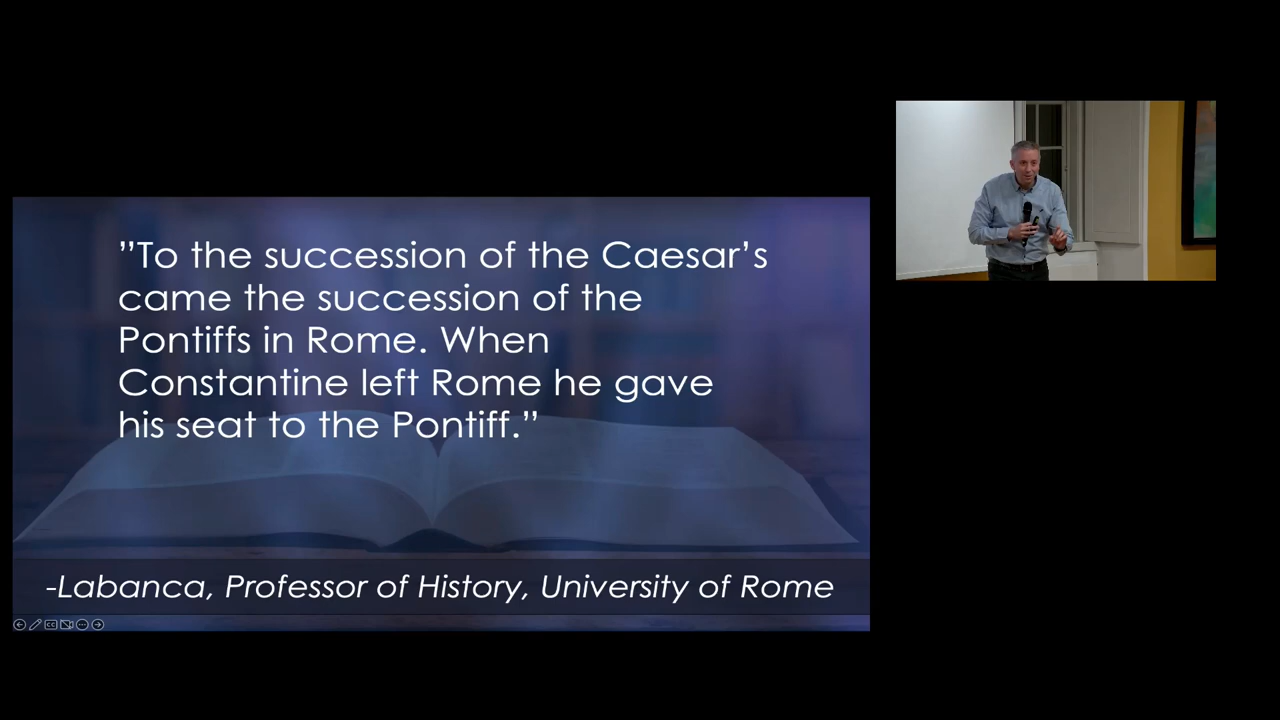 ”To the succession of the Caesar’s
came the succession of the
Pontiffs in Rome. When
Constantine left Rome he gave
his seat to the Pontiff.”
-Labanca, Professor of History, University of Rome